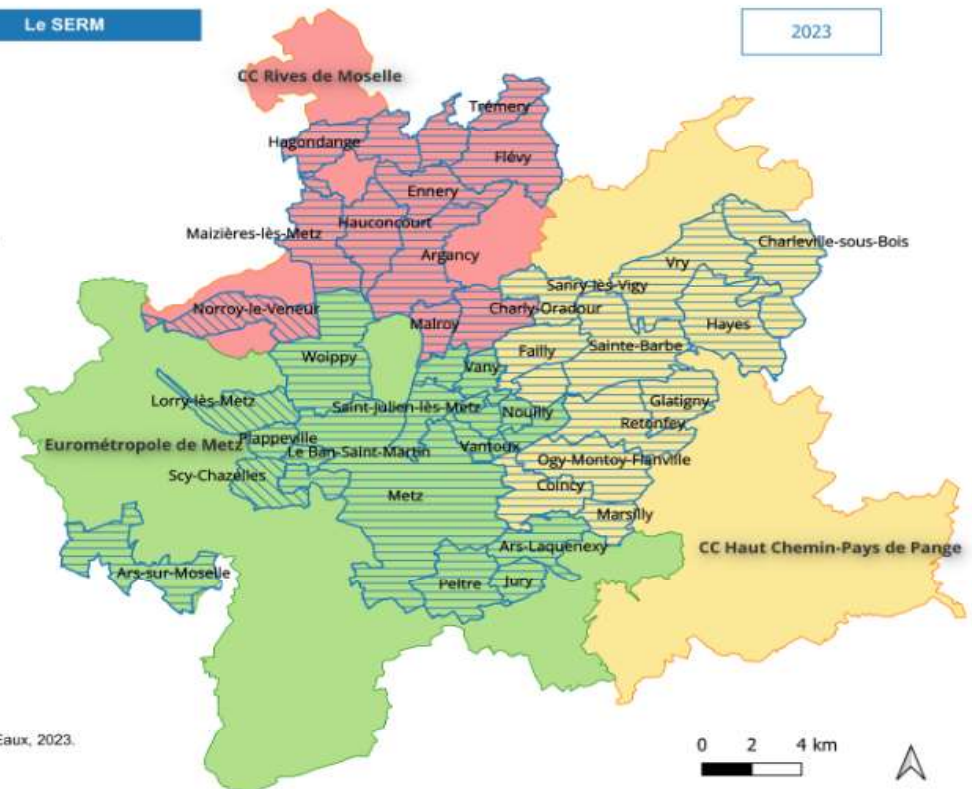 Le SERM
2023
CC Rives de Moselle
Trémery
Hagondange
Flévy
Ennery
Hauconcourt
Maizières-lès-Metz
Argancy
Charleville-sous-Bois
Vry
Sanry-lès-Vigy
Norroy-le-Veneur
Charly-Oradour
Malroy
Hayes
Failly
Sainte-Barbe
Woippy
Vany
Lorry-lès-Metz
Saint-Julien-lès-Metz
Nouilly
Glatigny
Retonfey
Plappeville
Eurométropole de Metz
Le Ban-Saint-Martin
Vantoux
Ogy-Montoy-Flanville
Scy-Chazelles
Coincy
Metz
Marsilly
Ars-Laquenexy
CC Haut Chemin-Pays de Pange
Ars-sur-Moselle
Peltre
Jury
Eaux, 2023.
0 2 4 km